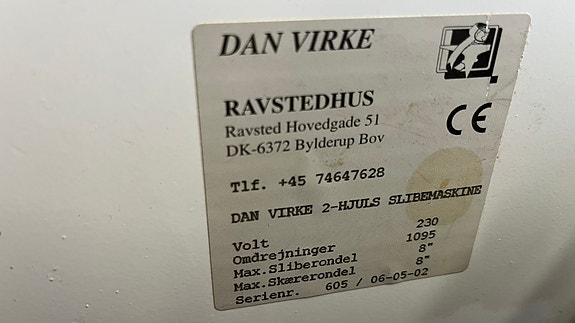 DAN VIRKE
RAVSTEDHUS
Ravsted Hovedgade 51
DK-6372 Bylderup Bov
CE
Tlf. +45 74647628
DAN VIRKE 2-HJULS SLIBEMASKINE
Volt 230
Omdrejninger 1095
Max.Sliberondel 8"
Max.Skærerondel 8"
Serienr. 605 / 06-05-02